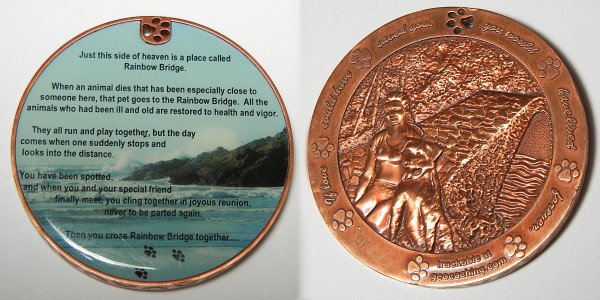 Just this side of heaven is a place called
Rainbow Bridge.
When an animal dies that has been especially close to
someone here, that pet goes to the Rainbow Bridge. All the
animals who had been ill and old are restored to health and vigor.
They all run and play together, but the day
comes when one suddenly stops and
looks into the distance.
You have been spotted,
and when you and your special friend
finally meet, you cling together in joyous reunion,
never to be parted again.
Then you cross Rainbow Bridge together....
If love could have saved you, you would have lived forever.
trackable at
geocaching.com